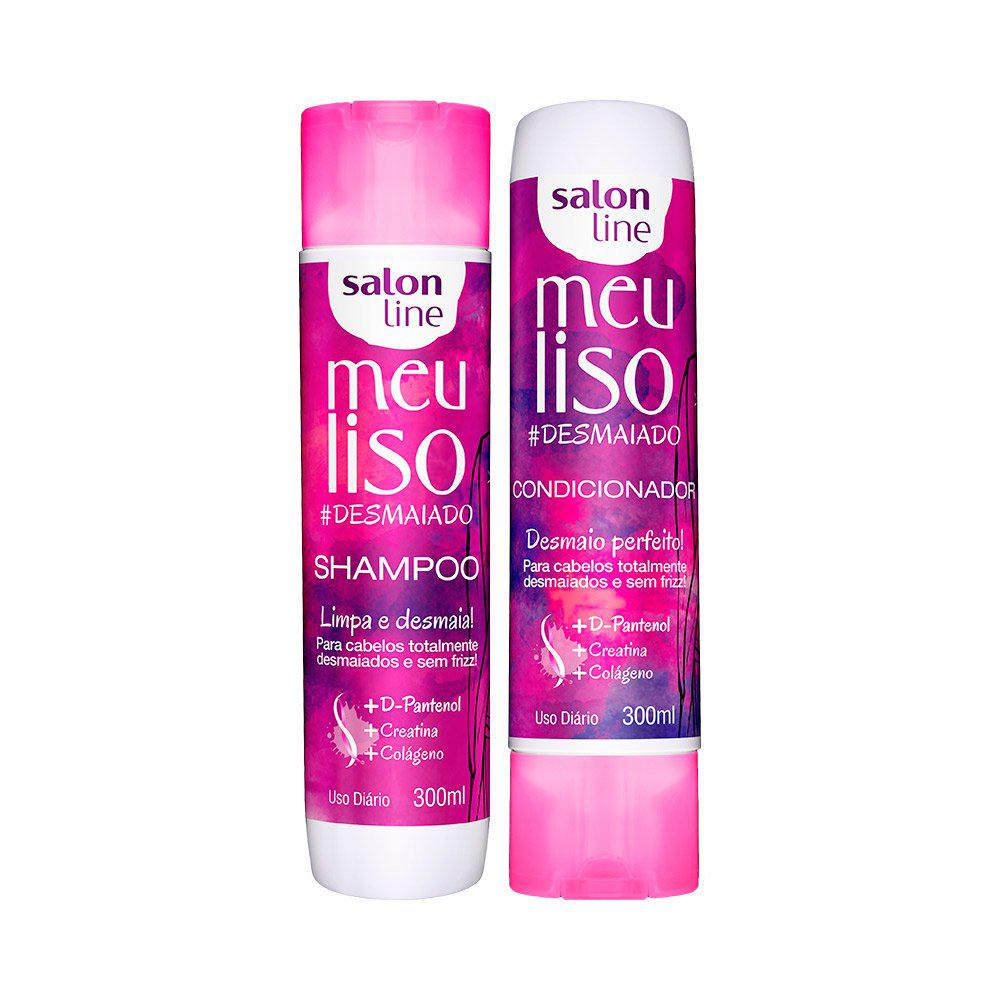 salon
line
meu
liso
#DESMAIADO
SHAMPOO
Limpa e desmaia!
Para cabelos totalmente
desmaiados e sem frizz!
+D-Pantenol
+Creatina
+Colágeno
Uso Diário 300ml
salon
line
meu
liso
#DESMAIADO
CONDICIONADOR
Desmaio perfeito!
Para cabelos totalmente
desmaiados e sem frizz!
+D-Pantenol
+Creatina
+Colágeno
Uso Diário 300ml